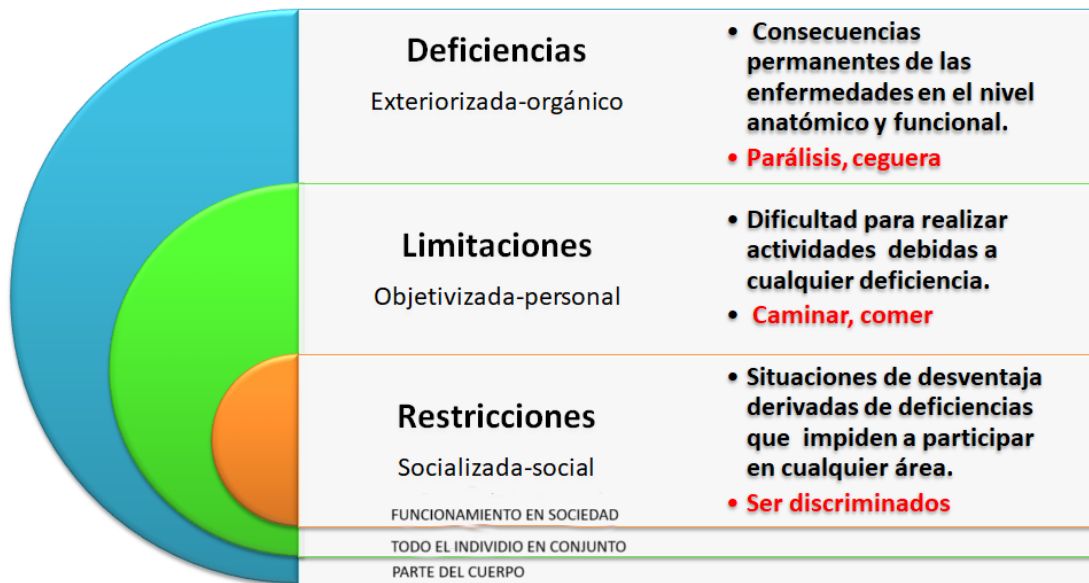 Deficiencias
Exteriorizada-orgánico
• Consecuencias
permanentes de las
enfermedades en el nivel
anatómico y funcional.
• Parálisis, ceguera
Limitaciones
Objetivizada-personal
• Dificultad para realizar
actividades debidas a
cualquier deficiencia.
• Caminar, comer
Restricciones
Socializada-social
• Situaciones de desventaja
derivadas de deficiencias
que impiden a participar
en cualquier área.
• Ser discriminados
FUNCIONAMIENTO EN SOCIEDAD
TODO EL INDIVIDIO EN CONJUNTO
PARTE DEL CUERPO